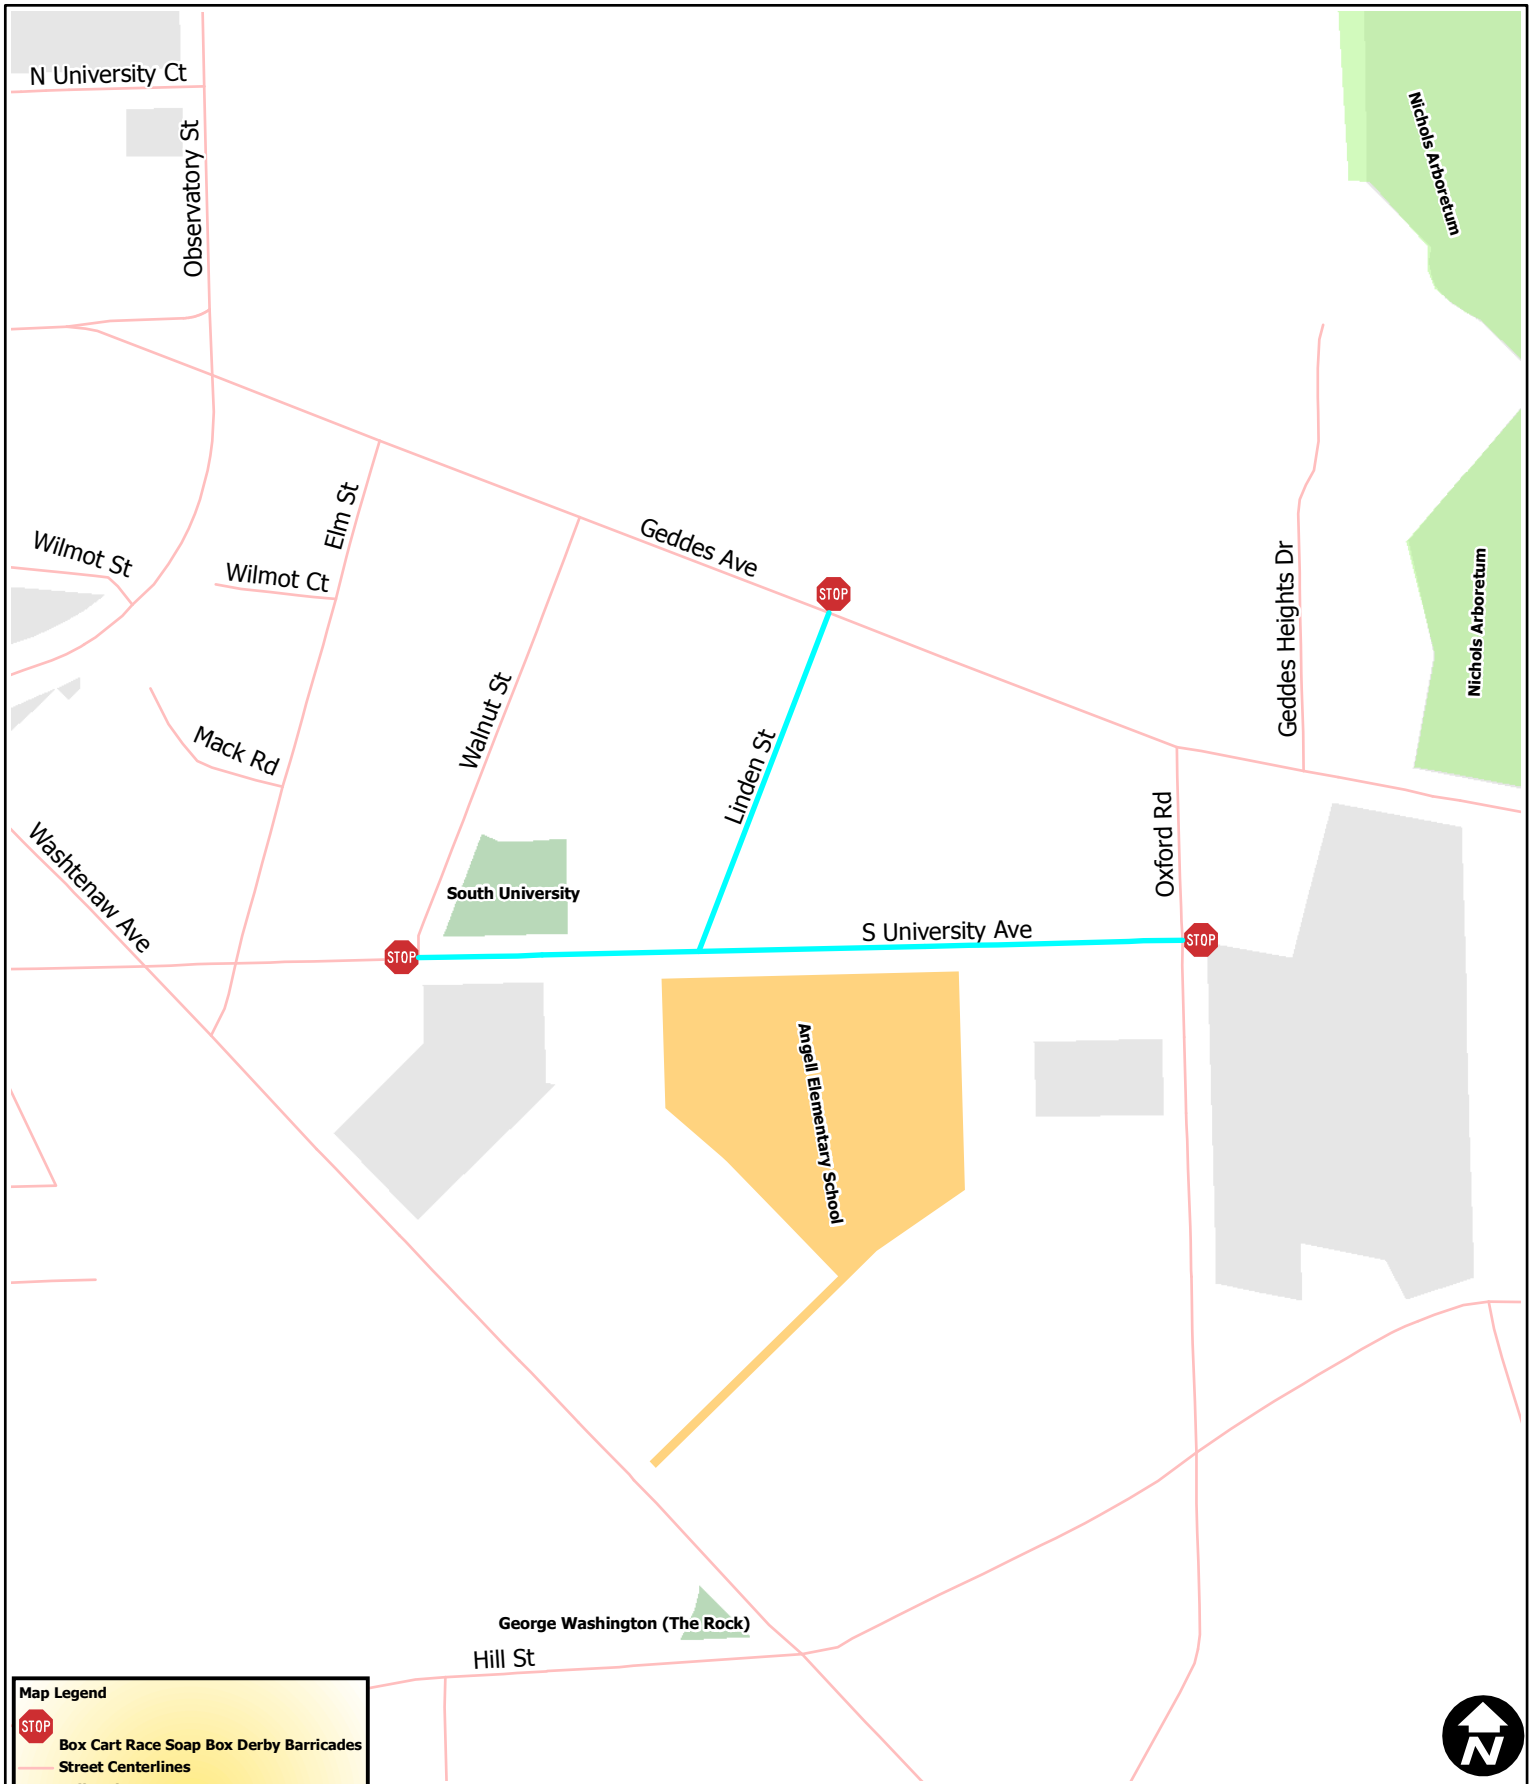 N University Ct
Observatory St
Nichols Arboretum
Elm St
Wilmot St
Wilmot Ct
Geddes Ave
STOP
Geddes Heights Dr
Nichols Arboretum
Walnut St
Mack Rd
Linden St
Oxford Rd
Washtenaw Ave
South University
S University Ave
STOP
STOP
Angell Elementary School
George Washington (The Rock)
Hill St
Map Legend
STOP
Box Cart Race Soap Box Derby Barricades
Street Centerlines
N